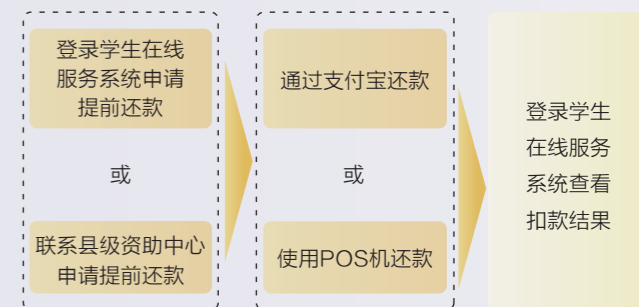 登录学生在线
服务系统申请
提前还款
或
联系县级资助中心
申请提前还款
通过支付宝还款
或
使用POS机还款
登录学生
在线服务
系统查看
扣款结果